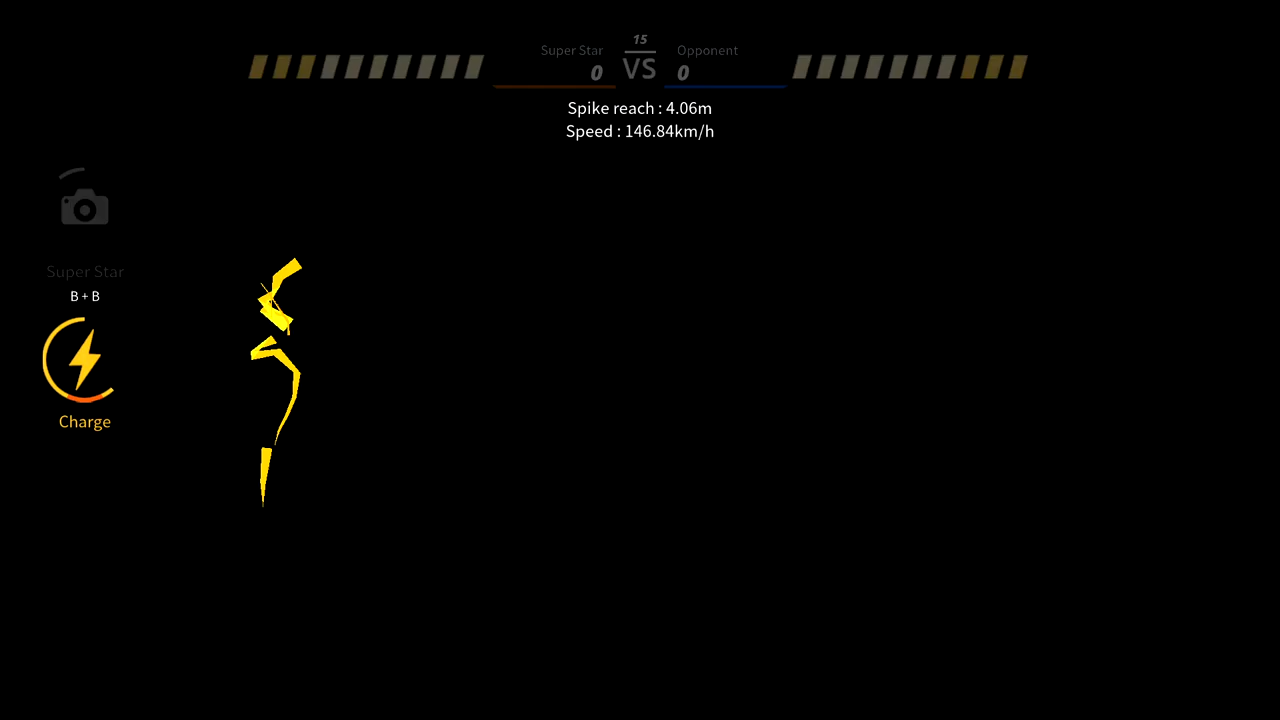 15
Super Star
VS
Opponent
0
0
Spike reach : 4.06m
Speed : 146.84km/h
Super Star
B + B
Charge